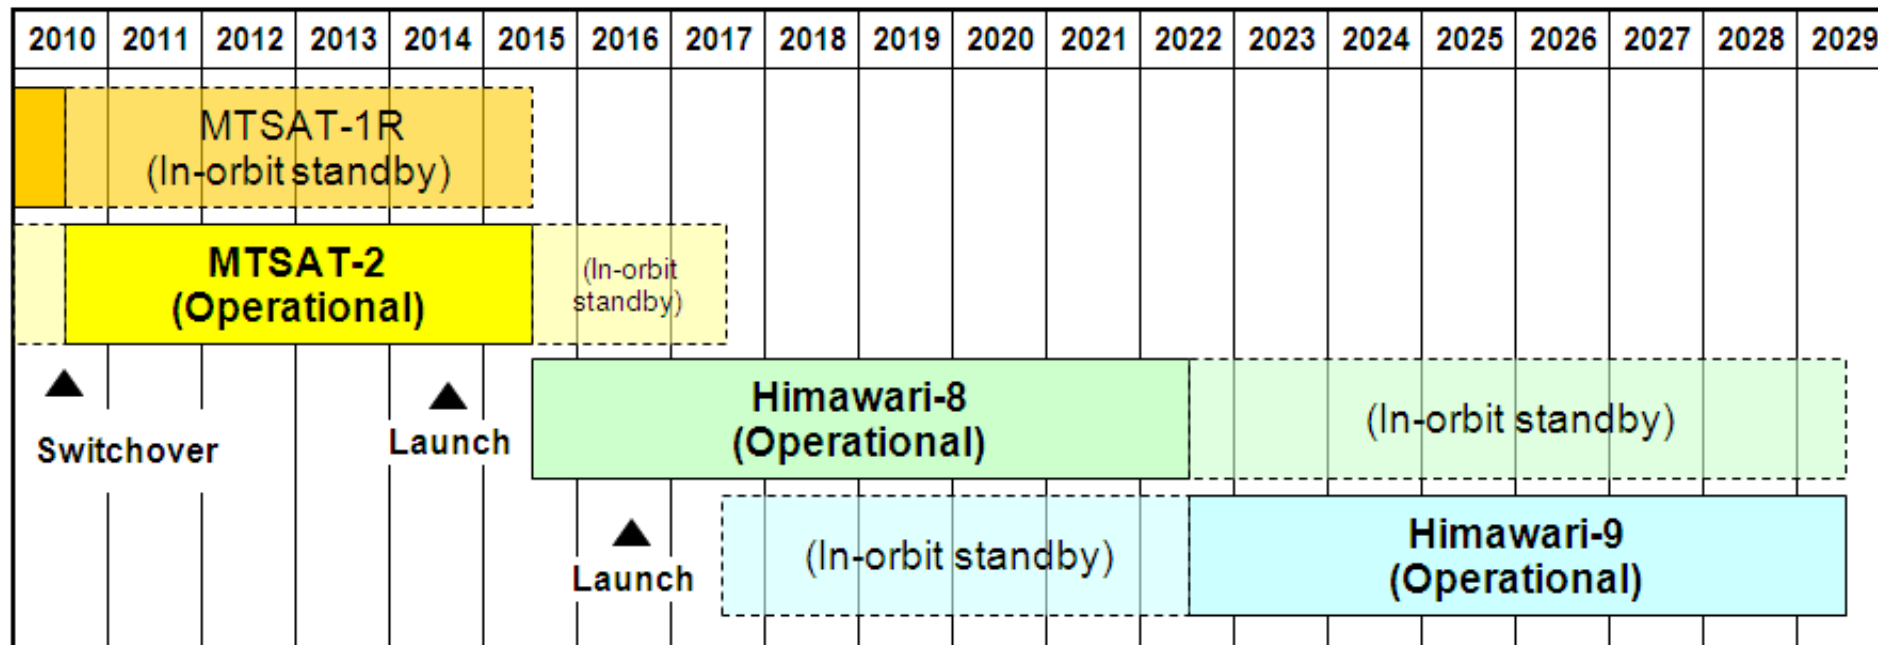 2010 2011 2012 2013 2014 2015 2016 2017 2018 2019 2020 2021 2022 2023 2024 2025 2026 2027 2028 2029
MTSAT-1R
(In-orbit standby)
MTSAT-2
(Operational)
(In-orbit
standby)
Switchover
Launch
Himawari-8
(Operational)
(In-orbit standby)
Launch
(In-orbit standby)
Himawari-9
(Operational)